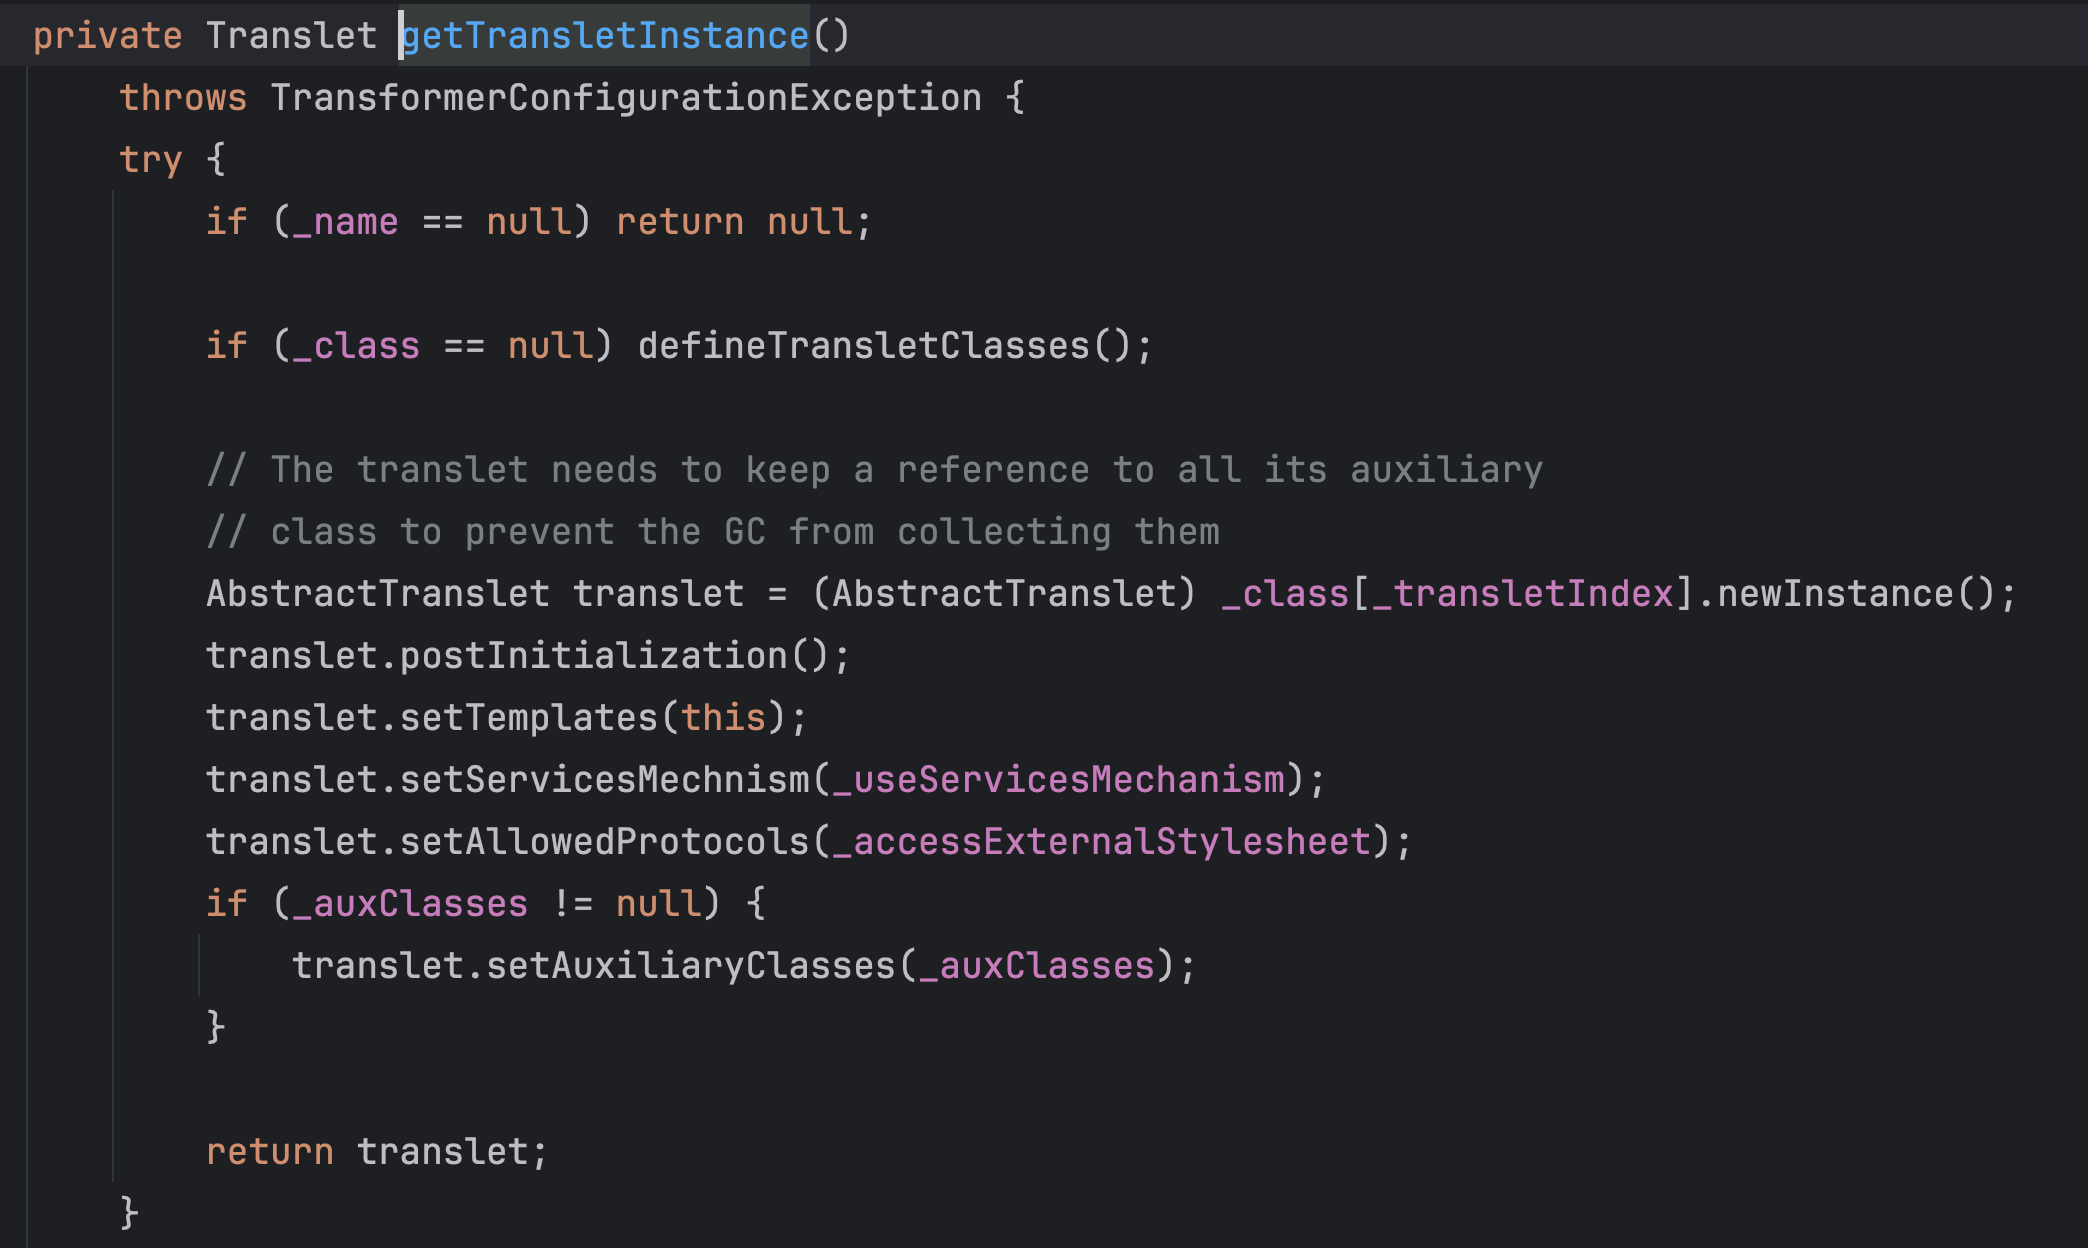 private Translet getTransletInstance()
throws TransformerConfigurationException {
try {
if (_name == null) return null;
if (_class == null) defineTransletClasses();
// The translet needs to keep a reference to all its auxiliary
// class to prevent the GC from collecting them
AbstractTranslet translet = (AbstractTranslet) _class[_transletIndex].newInstance();
translet.postInitialization();
translet.setTemplates(this);
translet.setServicesMechnism(_useServicesMechanism);
translet.setAllowedProtocols(_accessExternalStylesheet);
if (_auxClasses != null) {
translet.setAuxiliaryClasses(_auxClasses);
}
return translet;
}